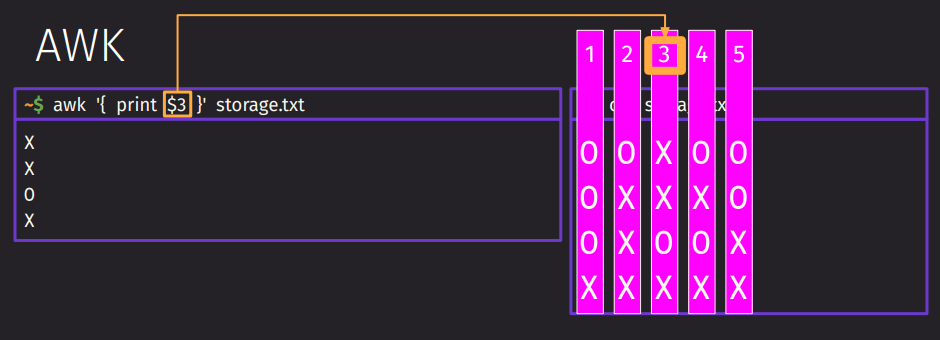 AWK
1 2 3 4 5
~$ awk '{ print $3 }' storage.txt
X
X
O
X
O O X O O
O X X X O
O X O O X
X X X X X